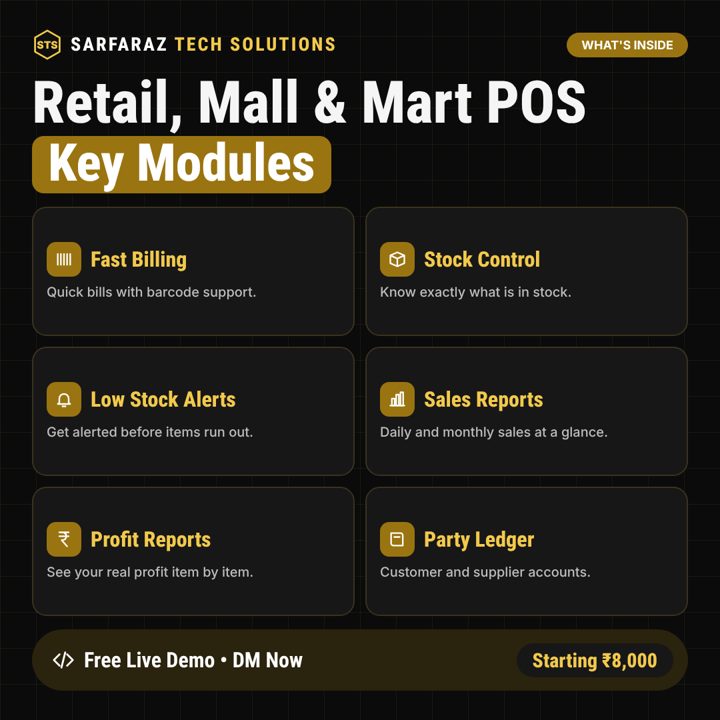 STS SARFARAZ TECH SOLUTIONS
WHAT'S INSIDE
Retail, Mall & Mart POS
Key Modules
Fast Billing
Quick bills with barcode support.
Stock Control
Know exactly what is in stock.
Low Stock Alerts
Get alerted before items run out.
Sales Reports
Daily and monthly sales at a glance.
Profit Reports
See your real profit item by item.
Party Ledger
Customer and supplier accounts.
Free Live Demo • DM Now
Starting ₹8,000